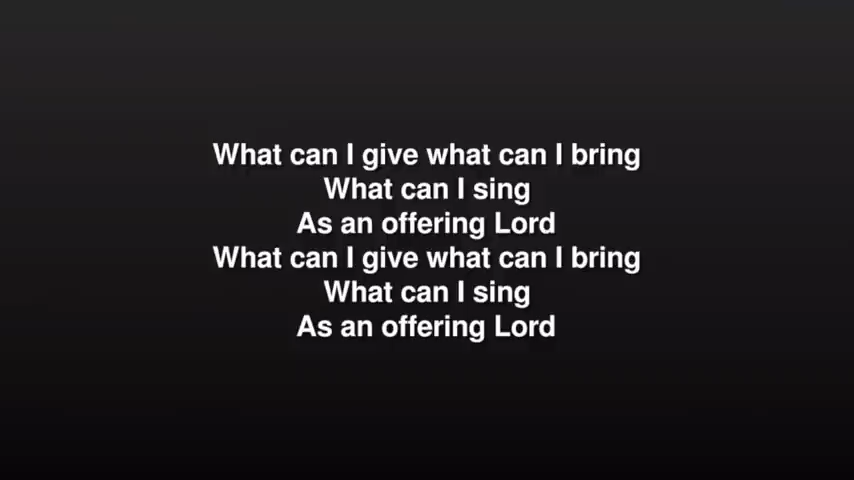 What can I give what can I bring
What can I sing
As an offering Lord
What can I give what can I bring
What can I sing
As an offering Lord